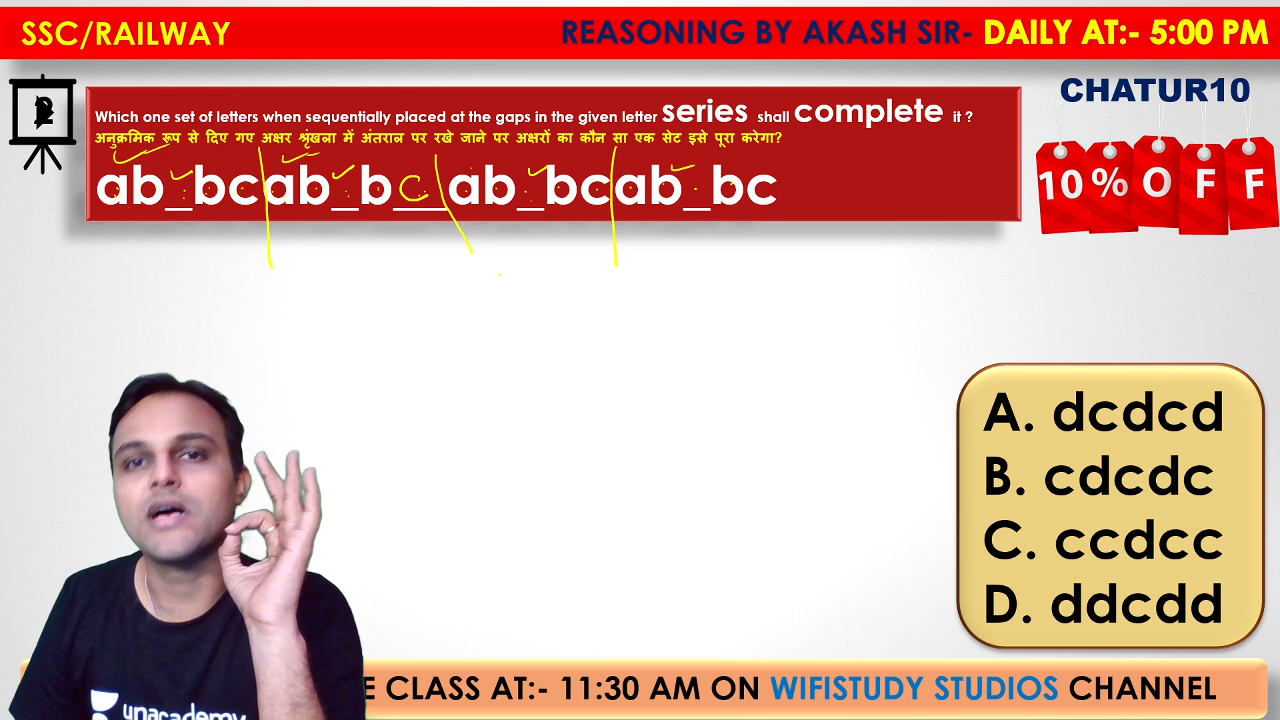 SSC/RAILWAY
REASONING BY AKASH SIR- DAILY AT:- 5:00 PM
CHATUR10
Which one set of letters when sequentially placed at the gaps in the given letter series shall complete it ?
अनुक्रमिक रूप से दिए गए अक्षर श्रृंखला में अंतराल पर रखे जाने पर अक्षरों का कौन सा एक सेट इसे पूरा करेगा?
ab_bcab_b_c_ab_bcab_bc
10 % O F F
A. dcdcd
B. cdcdc
C. ccdcc
D. ddcdd
E CLASS AT:- 11:30 AM ON WIFISTUDY STUDIOS CHANNEL
unacademy